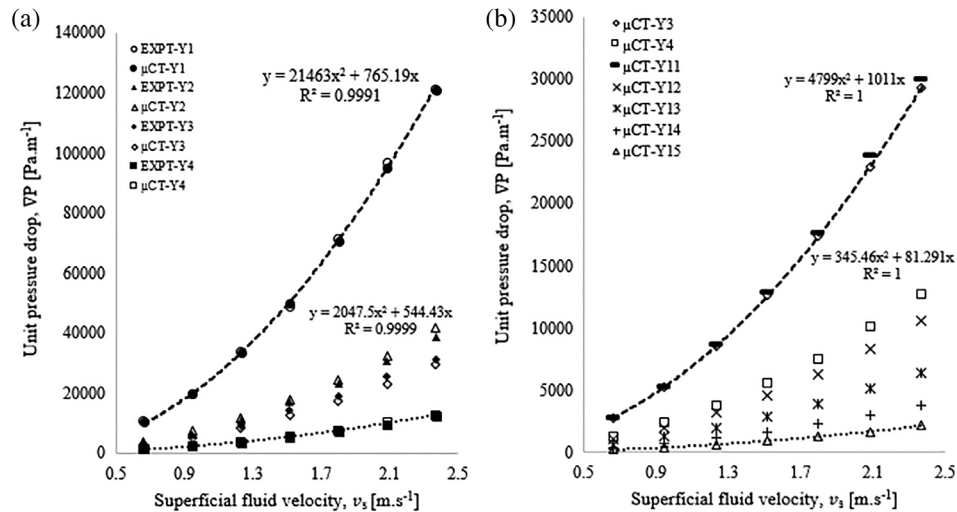 (a)
140000
120000
100000
80000
60000
40000
20000
0
Unit pressure drop, ∇P [Pa.m⁻¹]
EXPT-Y1
μCT-Y1
EXPT-Y2
μCT-Y2
EXPT-Y3
μCT-Y3
EXPT-Y4
μCT-Y4
y = 21463x² + 765.19x
R² = 0.9991
y = 2047.5x² + 544.43x
R² = 0.9999
0.5 0.9 1.3 1.7 2.1 2.5
Superficial fluid velocity, vₛ [m.s⁻¹]
(b)
35000
30000
25000
20000
15000
10000
5000
0
Unit pressure drop, ∇P [Pa.m⁻¹]
μCT-Y3
μCT-Y4
μCT-Y11
μCT-Y12
μCT-Y13
μCT-Y14
μCT-Y15
y = 4799x² + 1011x
R² = 1
y = 345.46x² + 81.291x
R² = 1
0.5 0.9 1.3 1.7 2.1 2.5
Superficial fluid velocity, vₛ [m.s⁻¹]